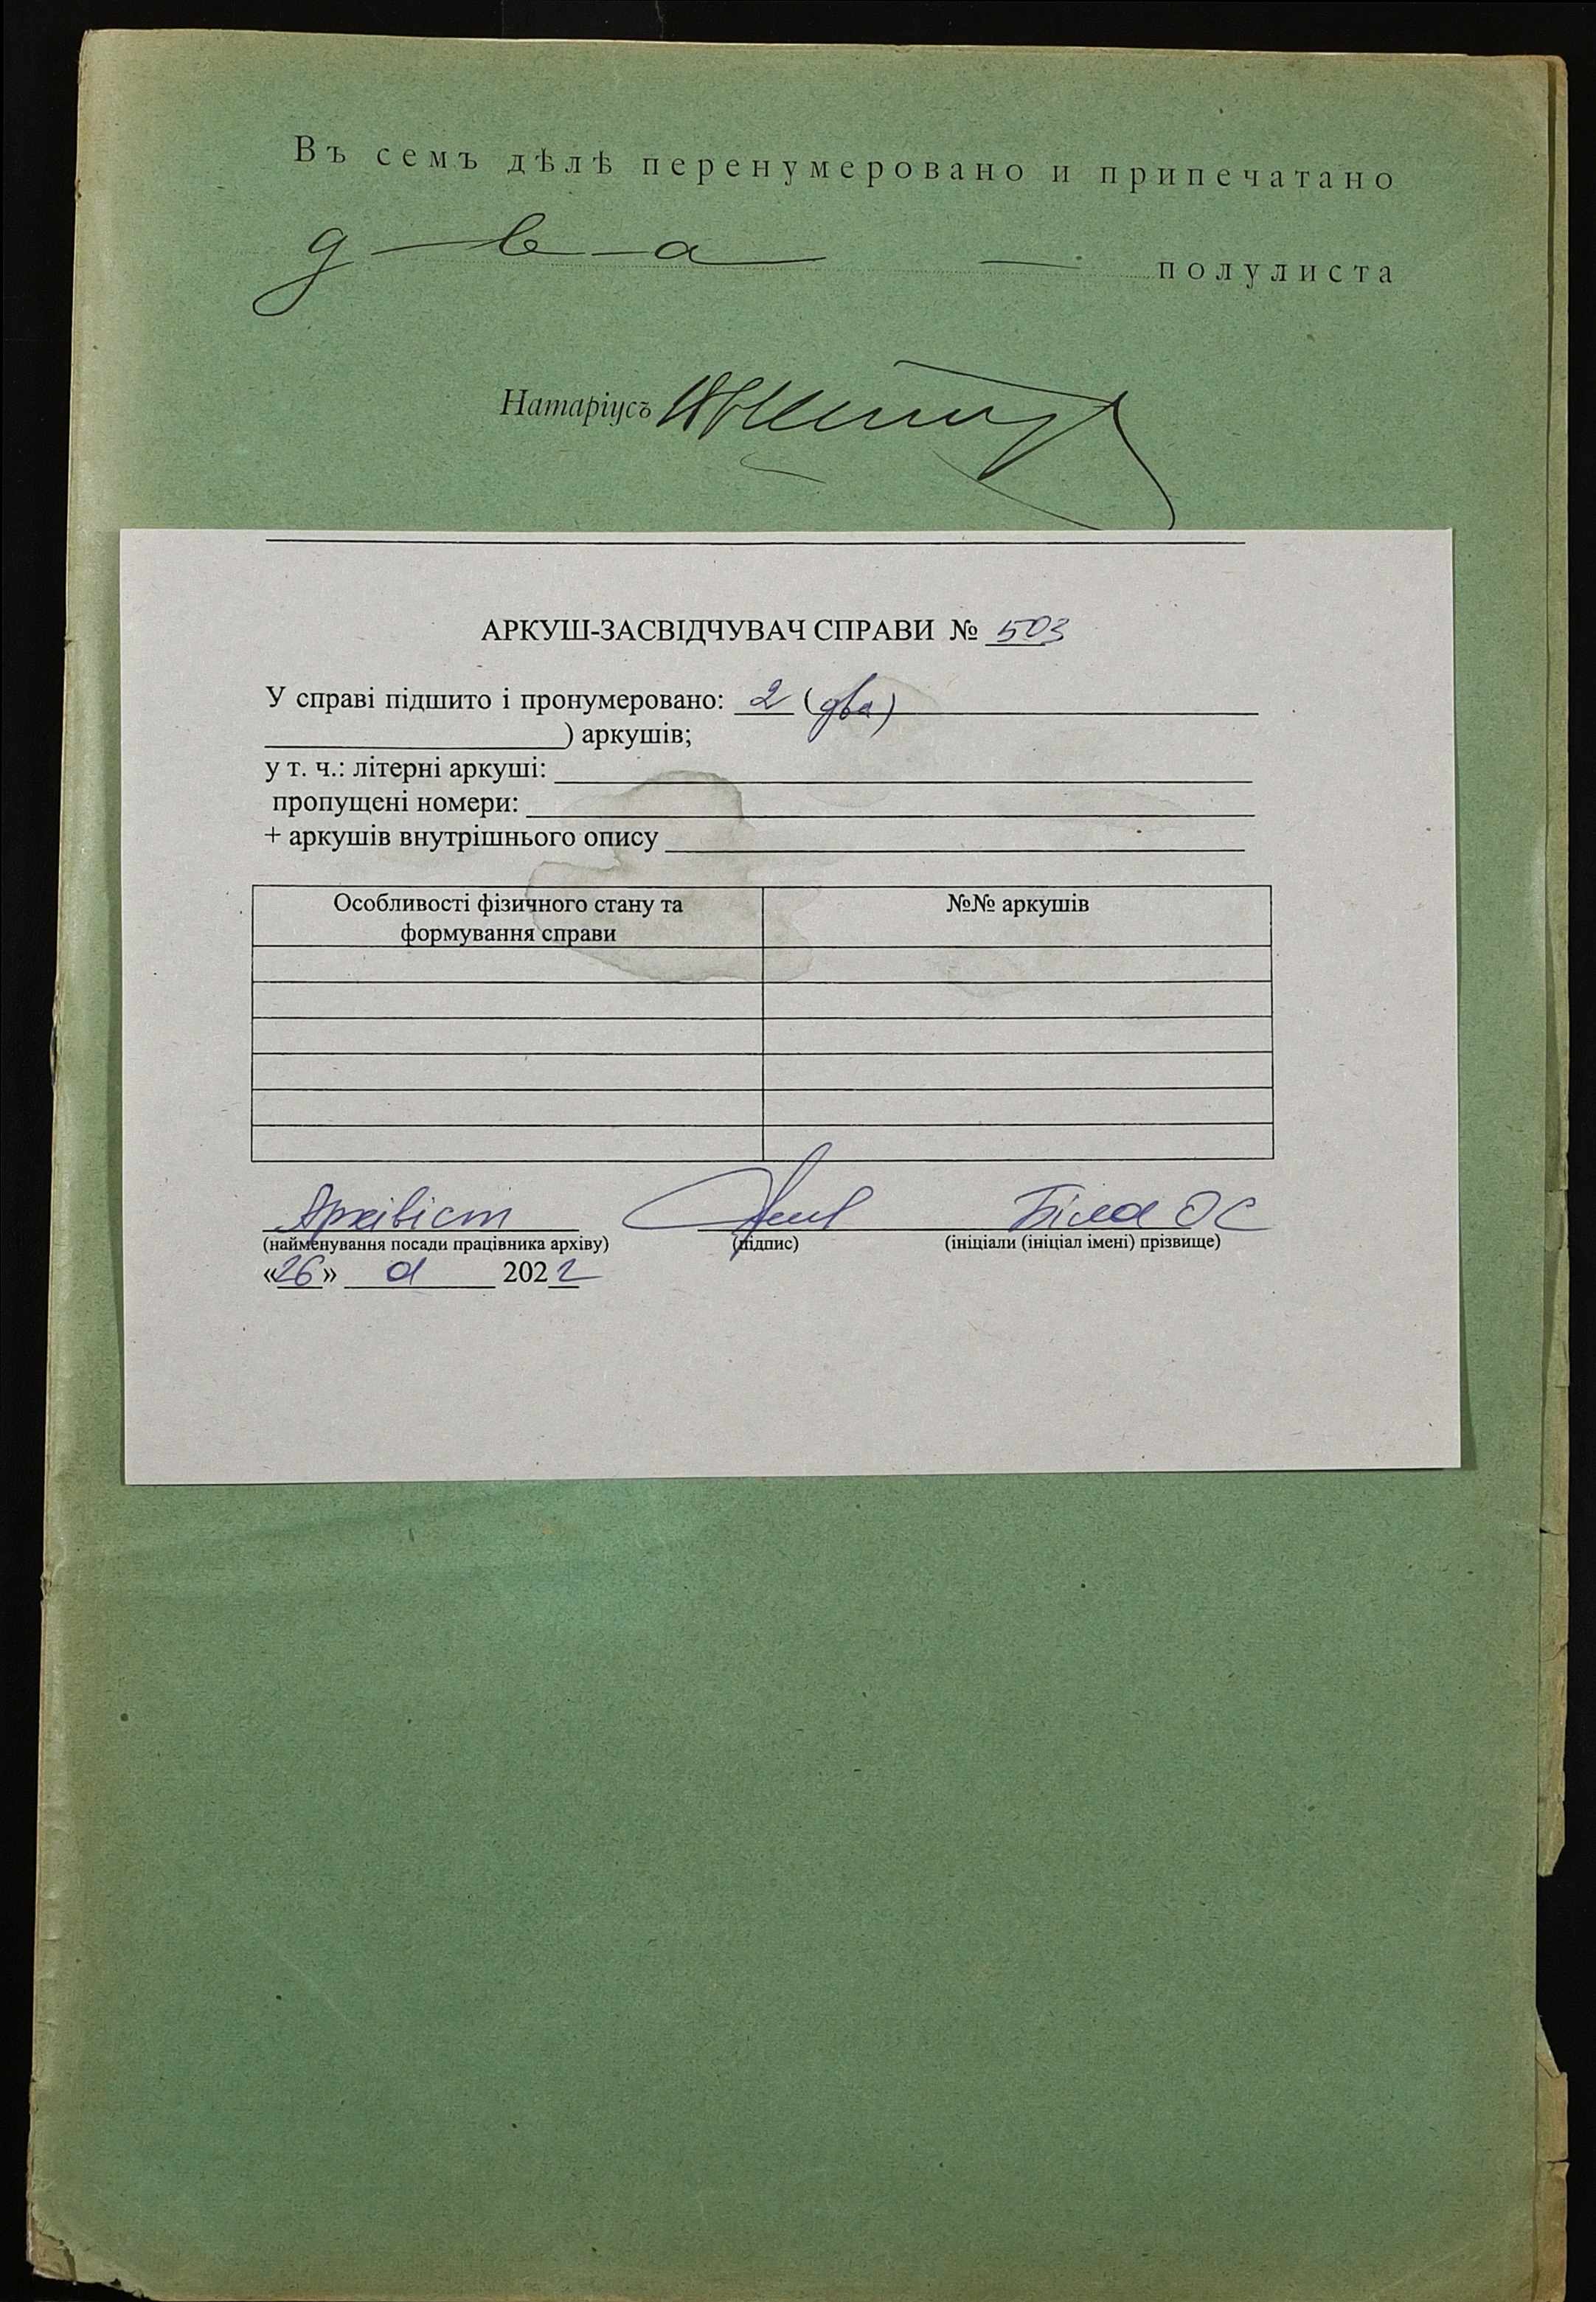 Въ семъ дѣлѣ перенумеровано и припечатано
два полулиста
Натаріусъ
АРКУШ-ЗАСВІДЧУВАЧ СПРАВИ № 503
У справі підшито і пронумеровано: 2 (два)
) аркушів;
у т. ч.: літерні аркуші:
пропущені номери:
+ аркушів внутрішнього опису
Особливості фізичного стану та №№ аркушів
формування справи
Архівіст Біла ОС
(найменування посади працівника архіву) (підпис) (ініціали (ініціал імені) прізвище)
«26» 2022